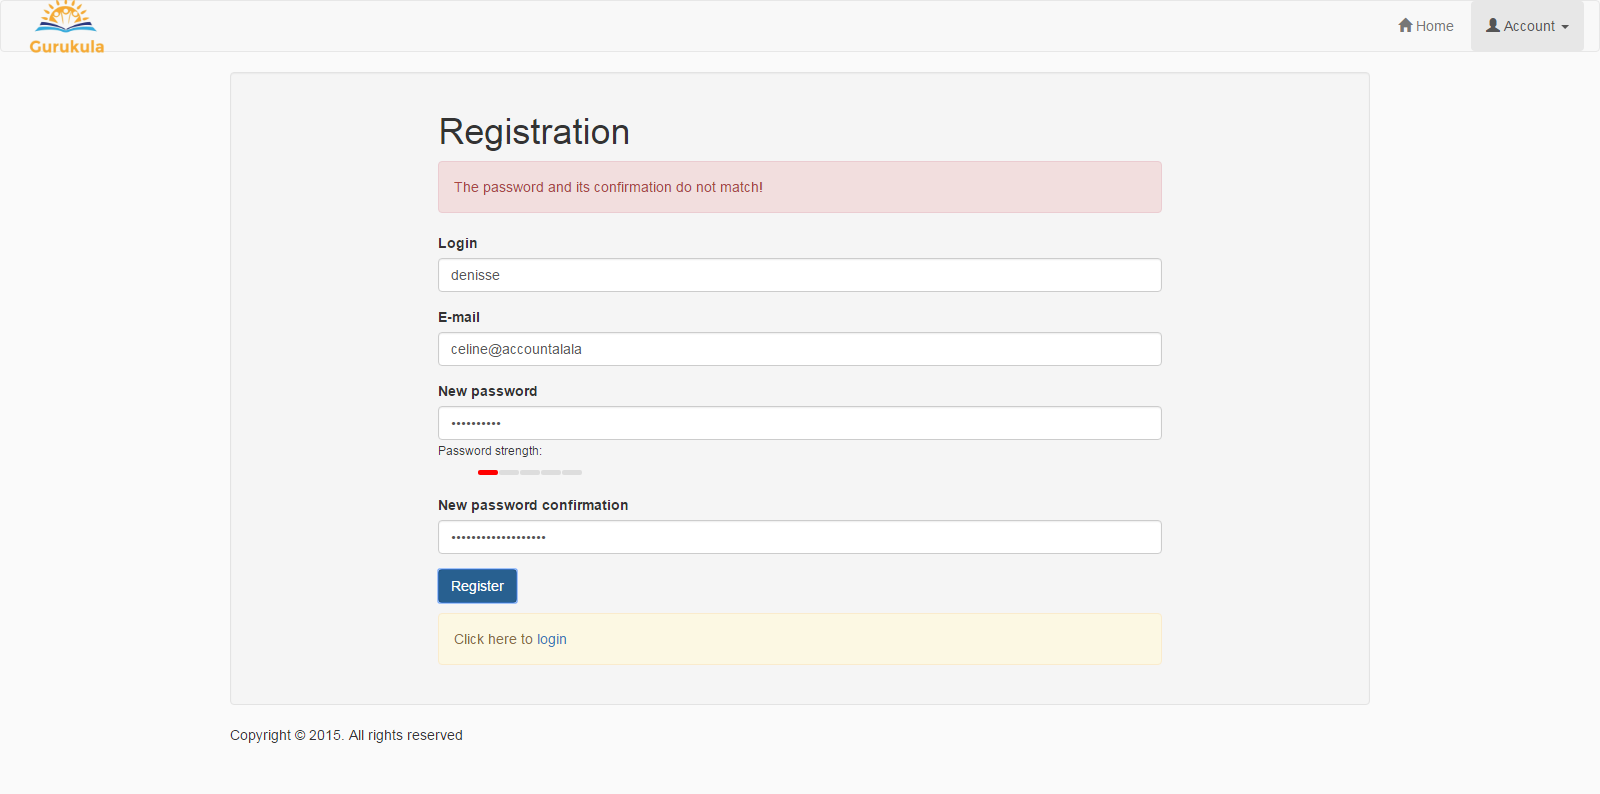 Gurukula
Home
Account
Registration
The password and its confirmation do not match!
Login
denisse
E-mail
celine@accountalala
New password
••••••••••
Password strength:
New password confirmation
•••••••••••••••••••
Register
Click here to login
Copyright © 2015. All rights reserved